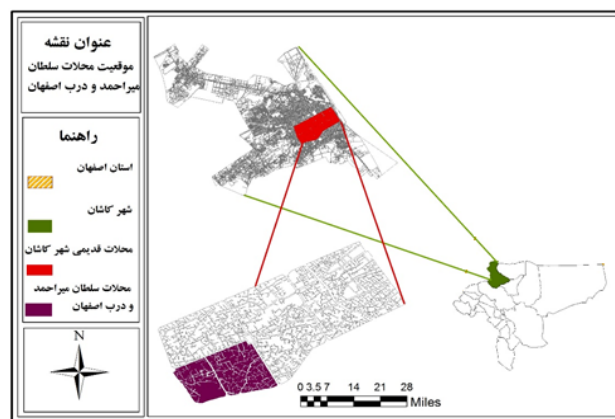 عنوان نقشه
موقعیت محلات سلطان
میراحمد و درب اصفهان
راهنما
استان اصفهان
شهر کاشان
محلات قدیمی شهر کاشان
محلات سلطان میراحمد
و درب اصفهان
N
0 3.5 7 14 21 28
Miles